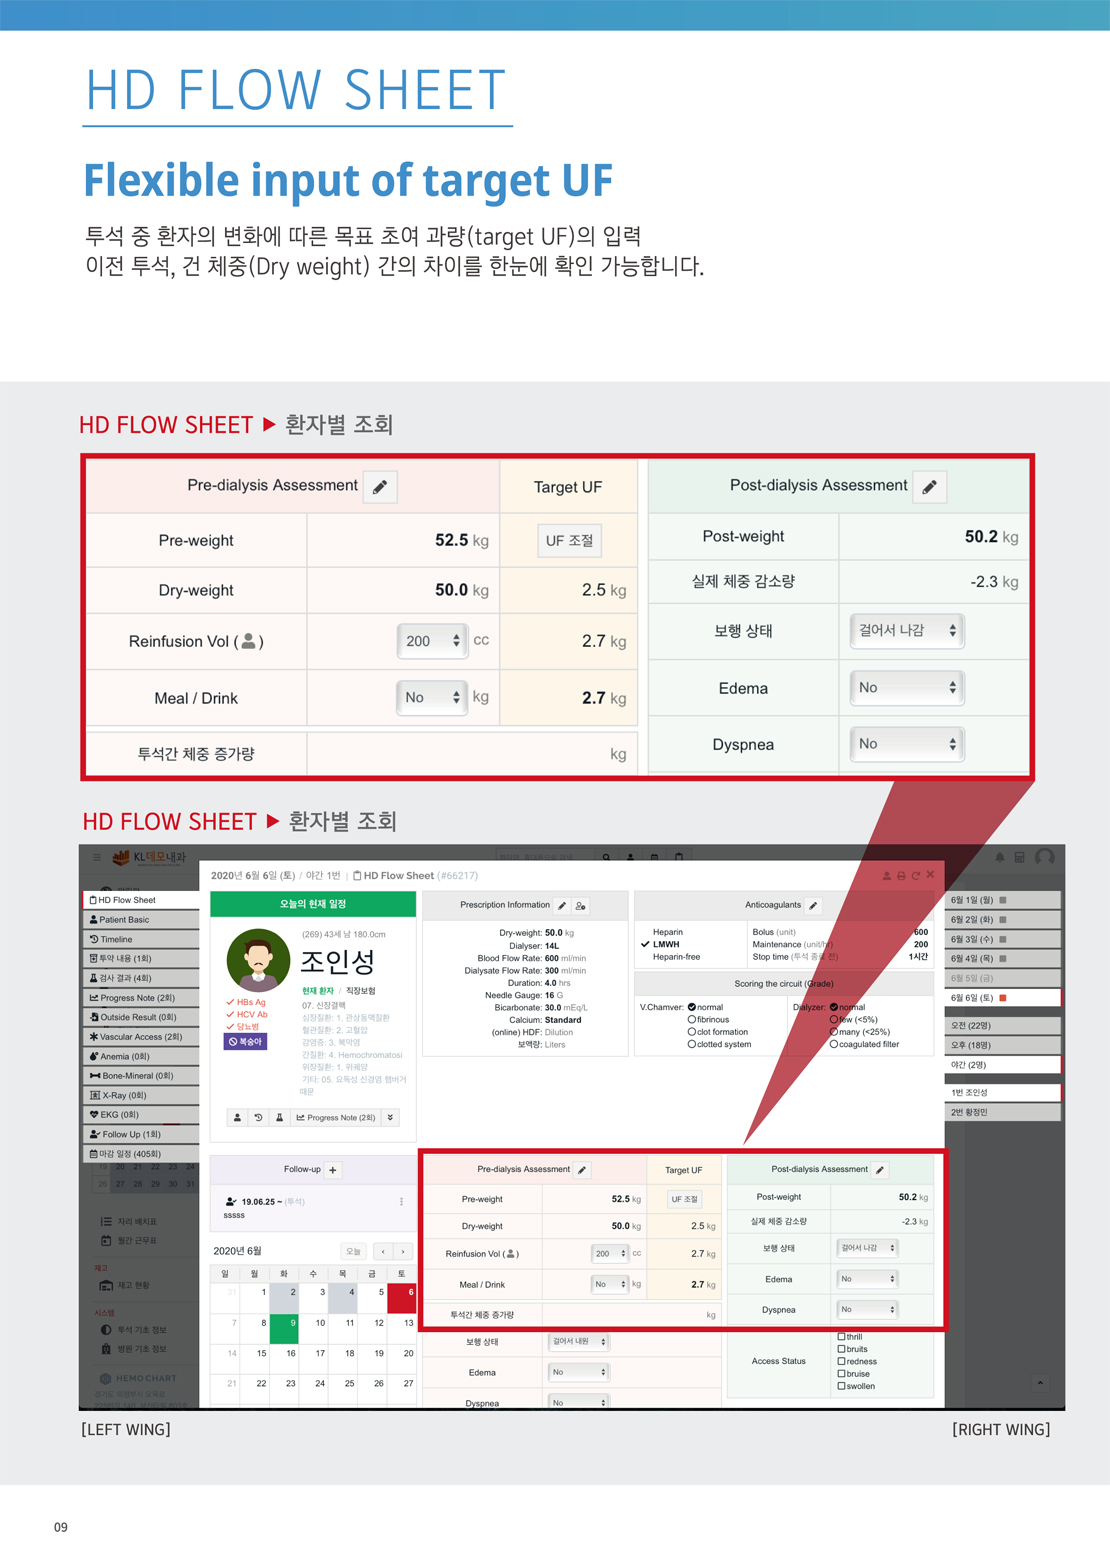 HD FLOW SHEET
Flexible input of target UF
투석 중 환자의 변화에 따른 목표 초여 과량(target UF)의 입력
이전 투석, 건 체중(Dry weight) 간의 차이를 한눈에 확인 가능합니다.
HD FLOW SHEET ▶ 환자별 조회
Pre-dialysis Assessment
Target UF
Post-dialysis Assessment
Pre-weight 52.5 kg UF 조절
Post-weight 50.2 kg
Dry-weight 50.0 kg 2.5 kg
실제 체중 감소량 -2.3 kg
Reinfusion Vol ( ) 200 cc 2.7 kg
보행 상태 걸어서 나감
Meal / Drink No kg 2.7 kg
Edema No
투석간 체중 증가량 kg
Dyspnea No
HD FLOW SHEET ▶ 환자별 조회
KL데모내과
2020년 6월 6일 (토) / 야간 1번 | HD Flow Sheet (#66217)
HD Flow Sheet
Patient Basic
Timeline
투약 내용 (1회)
검사 결과 (4회)
Progress Note (2회)
Outside Result (0회)
Vascular Access (2회)
Anemia (0회)
Bone-Mineral (0회)
X-Ray (0회)
EKG (0회)
Follow Up (1회)
마감 일정 (405회)
19 20 21 22 23 24
26 27 28 29 30 31
자리 배치표
월간 근무표
재고
재고 현황
시스템
투석 기초 정보
병원 기초 정보
HEMO CHART
오늘의 현재 일정
(269) 43세 남 180.0cm
조인성
현재 환자 / 직장보험
HBs Ag
HCV Ab
당뇨병
복숭아
07. 신장결핵
심장질환: 1. 관상동맥질환
혈관질환: 2. 고혈압
감염증: 3. 복막염
간질환: 4. Hemochromatosi
위장질환: 1. 위궤양
기타: 05. 요독성 신경염 햄버거
때문
Progress Note (2회)
Prescription Information
Dry-weight: 50.0 kg
Dialyser: 14L
Blood Flow Rate: 600 ml/min
Dialysate Flow Rate: 300 ml/min
Duration: 4.0 hrs
Needle Gauge: 16 G
Bicarbonate: 30.0 mEq/L
Calcium: Standard
(online) HDF: Dilution
보액량: Liters
Anticoagulants
Heparin
LMWH
Heparin-free
Bolus (unit) 600
Maintenance (unit/hr) 200
Stop time (투석 종료 전) 1시간
Scoring the circuit (Grade)
V.Chamver: normal
fibrinous
clot formation
clotted system
Dialyzer: normal
few (<5%)
many (<25%)
coagulated filter
6월 1일 (월)
6월 2일 (화)
6월 3일 (수)
6월 4일 (목)
6월 5일 (금)
6월 6일 (토)
오전 (22명)
오후 (18명)
야간 (2명)
1번 조인성
2번 황정민
Follow-up +
19.06.25 ~ (투석)
sssss
2020년 6월 오늘 < >
일 월 화 수 목 금 토
31 1 2 3 4 5 6
7 8 9 10 11 12 13
14 15 16 17 18 19 20
21 22 23 24 25 26 27
Pre-dialysis Assessment
Target UF
Post-dialysis Assessment
Pre-weight 52.5 kg UF 조절
Post-weight 50.2 kg
Dry-weight 50.0 kg 2.5 kg
실제 체중 감소량 -2.3 kg
Reinfusion Vol ( ) 200 cc 2.7 kg
보행 상태 걸어서 나감
Meal / Drink No kg 2.7 kg
Edema No
투석간 체중 증가량 kg
Dyspnea No
보행 상태 걸어서 내원
Edema No
Dyspnea No
Access Status
thrill
bruits
redness
bruise
swollen
[LEFT WING]
[RIGHT WING]
09